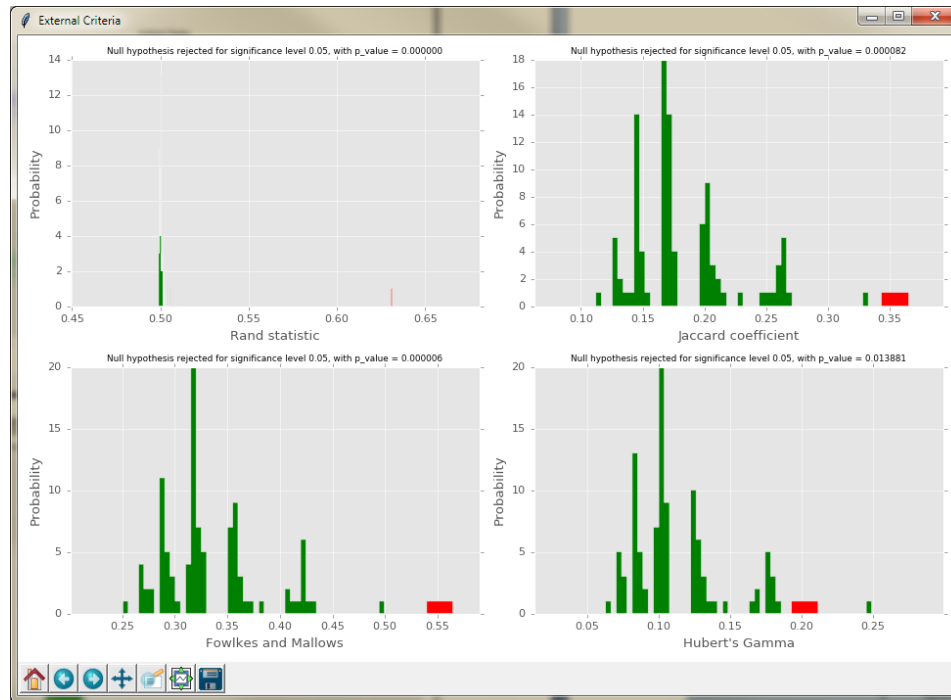 External Criteria
Null hypothesis rejected for significance level 0.05, with p_value = 0.000000
14
12
10
8
6
4
2
0
Probability
0.45 0.50 0.55 0.60 0.65
Rand statistic
Null hypothesis rejected for significance level 0.05, with p_value = 0.000082
18
16
14
12
10
8
6
4
2
0
Probability
0.10 0.15 0.20 0.25 0.30 0.35
Jaccard coefficient
Null hypothesis rejected for significance level 0.05, with p_value = 0.000006
20
15
10
5
0
Probability
0.25 0.30 0.35 0.40 0.45 0.50 0.55
Fowlkes and Mallows
Null hypothesis rejected for significance level 0.05, with p_value = 0.013881
20
15
10
5
0
Probability
0.05 0.10 0.15 0.20 0.25
Hubert's Gamma